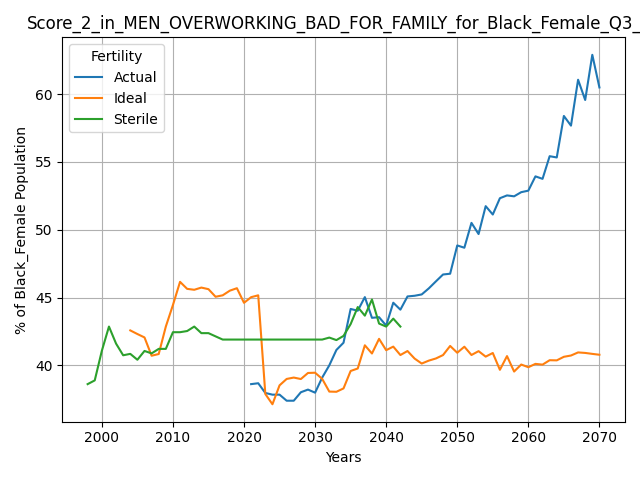 Score_2_in_MEN_OVERWORKING_BAD_FOR_FAMILY_for_Black_Female_Q3_
Fertility
Actual
Ideal
Sterile
% of Black_Female Population
60
55
50
45
40
2000 2010 2020 2030 2040 2050 2060 2070
Years